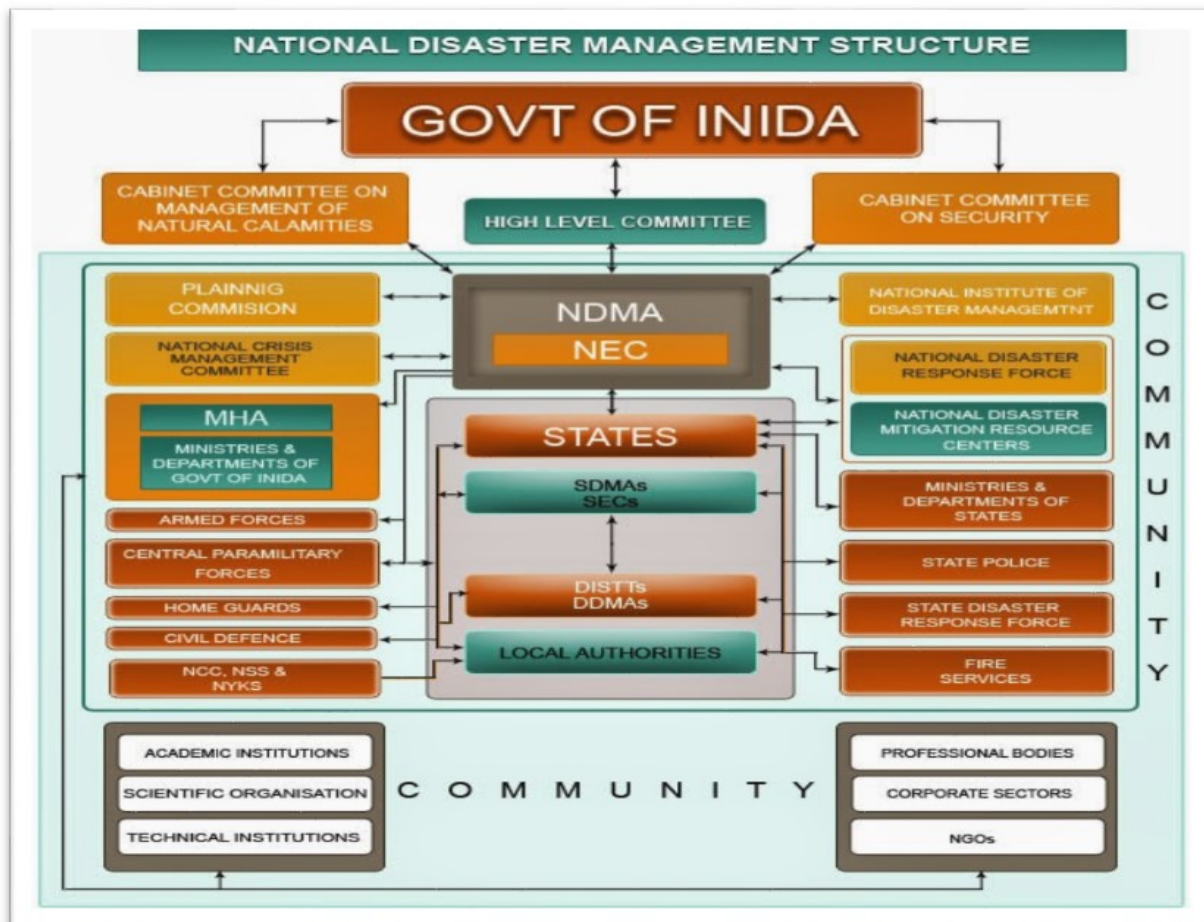 NATIONAL DISASTER MANAGEMENT STRUCTURE
GOVT OF INIDA
CABINET COMMITTEE ON
MANAGEMENT OF
NATURAL CALAMITIES
HIGH LEVEL COMMITTEE
CABINET COMMITTEE
ON SECURITY
PLAINNIG
COMMISION
NATIONAL CRISIS
MANAGEMENT
COMMITTEE
MHA
MINISTRIES &
DEPARTMENTS OF
GOVT OF INIDA
ARMED FORCES
CENTRAL PARAMILITARY
FORCES
HOME GUARDS
CIVIL DEFENCE
NCC, NSS &
NYKS
NDMA
NEC
STATES
SDMAs
SECs
DISTTs
DDMAs
LOCAL AUTHORITIES
NATIONAL INSTITUTE OF
DISASTER MANAGEMTNT
NATIONAL DISASTER
RESPONSE FORCE
NATIONAL DISASTER
MITIGATION RESOURCE
CENTERS
MINISTRIES &
DEPARTMENTS OF
STATES
STATE POLICE
STATE DISASTER
RESPONSE FORCE
FIRE
SERVICES
COMMUNITY
ACADEMIC INSTITUTIONS
SCIENTIFIC ORGANISATION
TECHNICAL INSTITUTIONS
COMMUNITY
PROFESSIONAL BODIES
CORPORATE SECTORS
NGOs